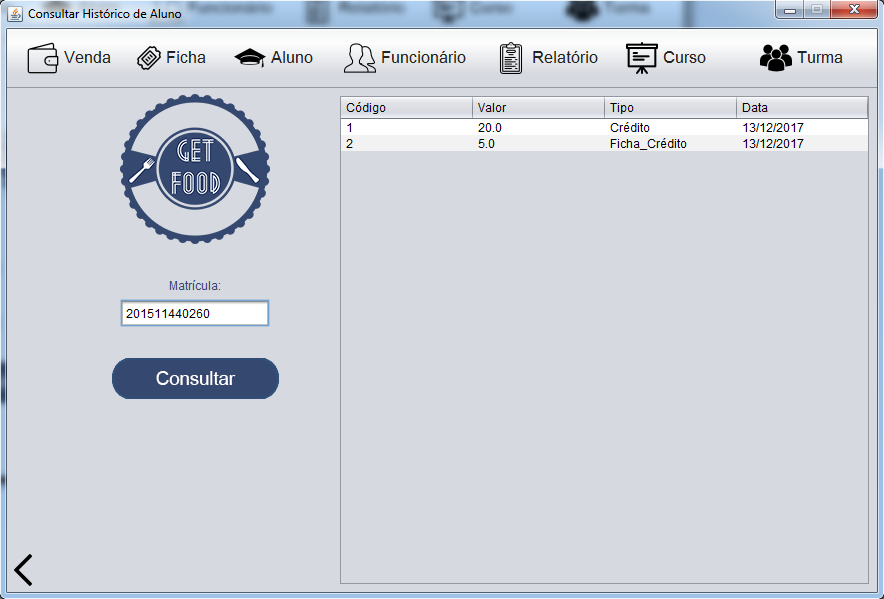 Consultar Histórico de Aluno
Venda Ficha Aluno Funcionário Relatório Curso Turma
GET
FOOD
Matrícula:
201511440260
Consultar
Código Valor Tipo Data
1 20.0 Crédito 13/12/2017
2 5.0 Ficha_Crédito 13/12/2017